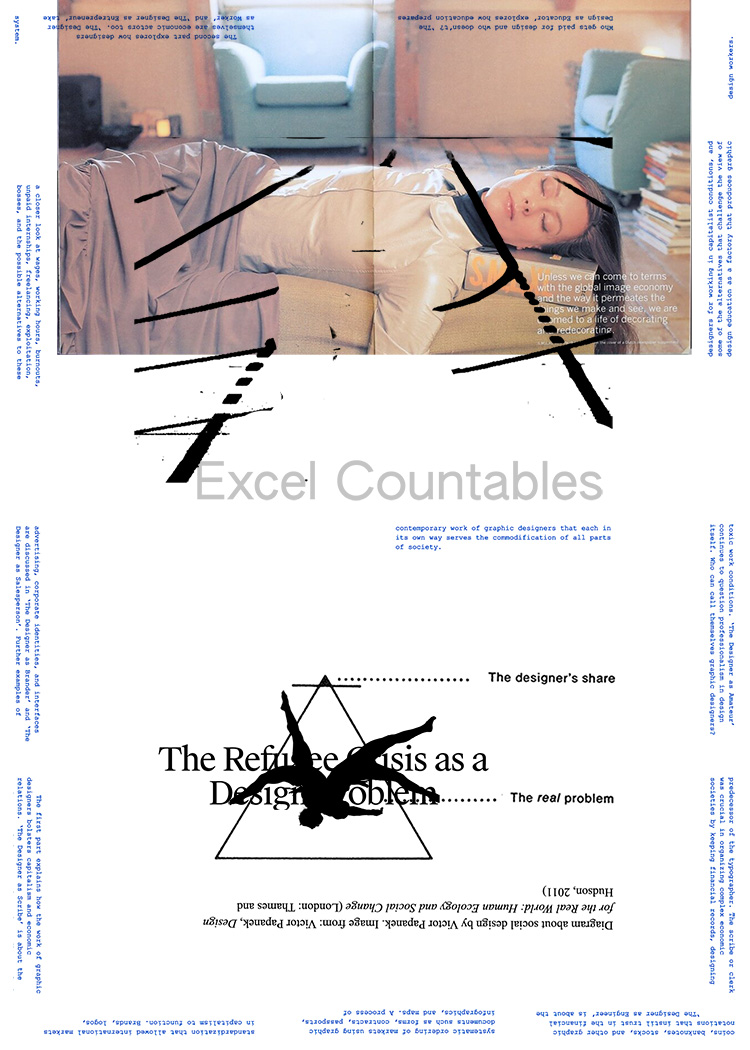 The second part explores how designers
themselves are economic actors too. 'The Designer
as Worker, and 'The Designer as Entrepreneur, take
Who gets paid for design and who doesn't? 'The
Design as Educator, explores how education prepares
system.
design workers.
a closer look at wages, working hours, burnouts,
unpaid internships, freelancing, exploitation,
bosses, and the possible alternatives to these
design education as a factory that produces graphic
some of the alternatives that challenge the view of
designers for working in capitalist conditions, and
Unless we can come to terms
with the global image economy
and the way it permeates the
things we make and see, we are
to a life of decorating
redecorating.
Excel Countables
contemporary work of graphic designers that each in
its own way serves the commodification of all parts
of society.
advertising, corporate identities, and interfaces
are discussed in 'The Designer as Brander' and 'The
Designer as Salesperson'. Further examples of
toxic work conditions. 'The Designer as Amateur'
continues to question professionalism in design
itself. Who can call themselves graphic designers?
The designer's share
The Refugee Crisis as a
Design Problem
The real problem
The first part explains how the work of graphic
designers bolsters capitalism and economic
relations. 'The Designer as Scribe' is about the
predecessor of the typographer. The scribe or clerk
was crucial in organizing complex economic
societies by keeping financial records, designing
Diagram about social design by Victor Papanek. Image from: Victor Papanek, Design
for the Real World: Human Ecology and Social Change (London: Thames and
Hudson, 2011)
coins, banknotes, stocks, and other graphic
notations that instil trust in the financial
'The Designer as Engineer, is about the
systematic ordering of markets using graphic
documents such as forms, contracts, passports,
infographics, and maps. A process of
standardization that allowed international markets
in capitalism to function. Brands, logos,